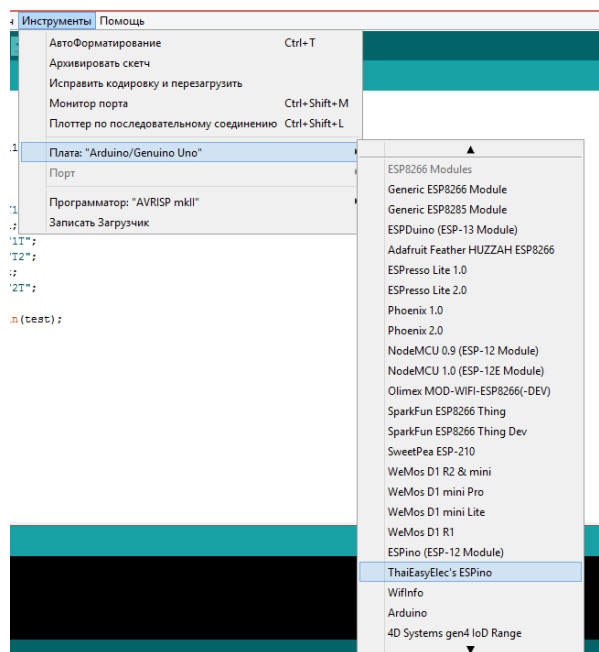 Инструменты Помощь
АвтоФорматирование Ctrl+T
Архивировать скетч
Исправить кодировку и перезагрузить
Монитор порта Ctrl+Shift+M
Плоттер по последовательному соединению Ctrl+Shift+L
Плата: "Arduino/Genuino Uno"
Порт
Программатор: "AVRISP mkII"
Записать Загрузчик
1T";
T2";
;
2T";
n(test);
ESP8266 Modules
Generic ESP8266 Module
Generic ESP8285 Module
ESPDuino (ESP-13 Module)
Adafruit Feather HUZZAH ESP8266
ESPresso Lite 1.0
ESPresso Lite 2.0
Phoenix 1.0
Phoenix 2.0
NodeMCU 0.9 (ESP-12 Module)
NodeMCU 1.0 (ESP-12E Module)
Olimex MOD-WIFI-ESP8266(-DEV)
SparkFun ESP8266 Thing
SparkFun ESP8266 Thing Dev
SweetPea ESP-210
WeMos D1 R2 & mini
WeMos D1 mini Pro
WeMos D1 mini Lite
WeMos D1 R1
ESPino (ESP-12 Module)
ThaiEasyElec's ESPino
WifInfo
Arduino
4D Systems gen4 IoD Range